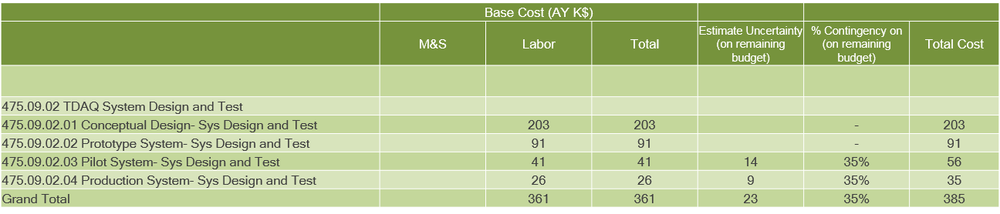 Base Cost (AY K$)
M&S Labor Total Estimate Uncertainty (on remaining budget) % Contingency on (on remaining budget) Total Cost
475.09.02 TDAQ System Design and Test
475.09.02.01 Conceptual Design- Sys Design and Test 203 203 - 203
475.09.02.02 Prototype System- Sys Design and Test 91 91 - 91
475.09.02.03 Pilot System- Sys Design and Test 41 41 14 35% 56
475.09.02.04 Production System- Sys Design and Test 26 26 9 35% 35
Grand Total 361 361 23 35% 385